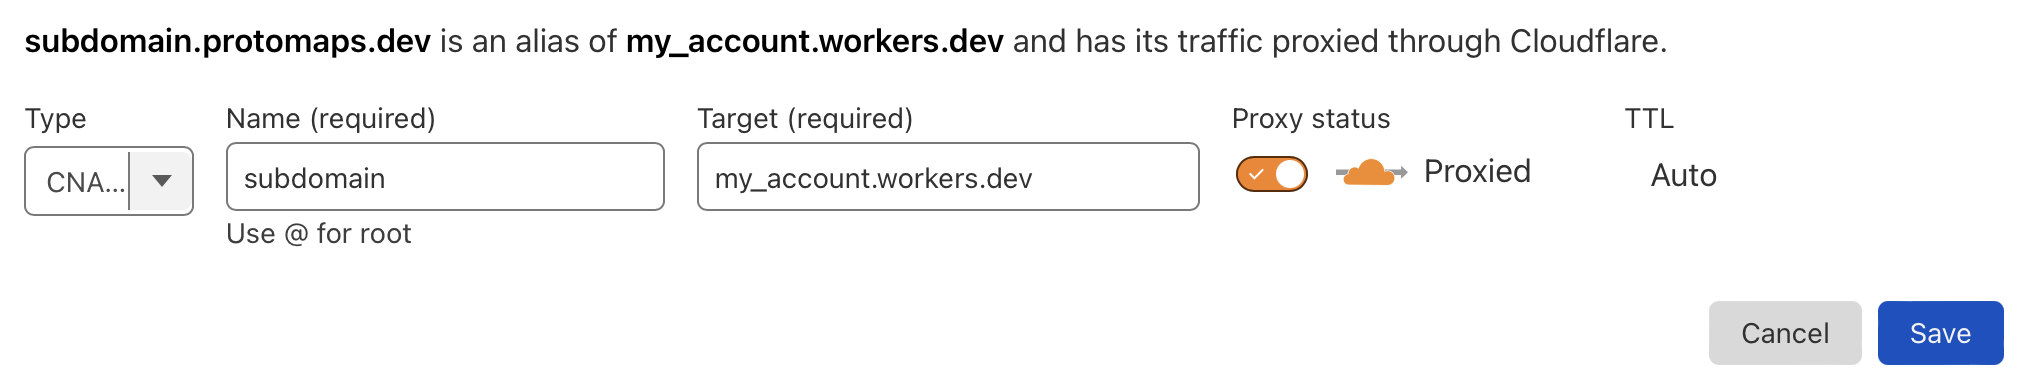 subdomain.protomaps.dev is an alias of my_account.workers.dev and has its traffic proxied through Cloudflare.
Type Name (required) Target (required) Proxy status TTL
CNA... subdomain my_account.workers.dev Proxied Auto
Use @ for root
Cancel Save